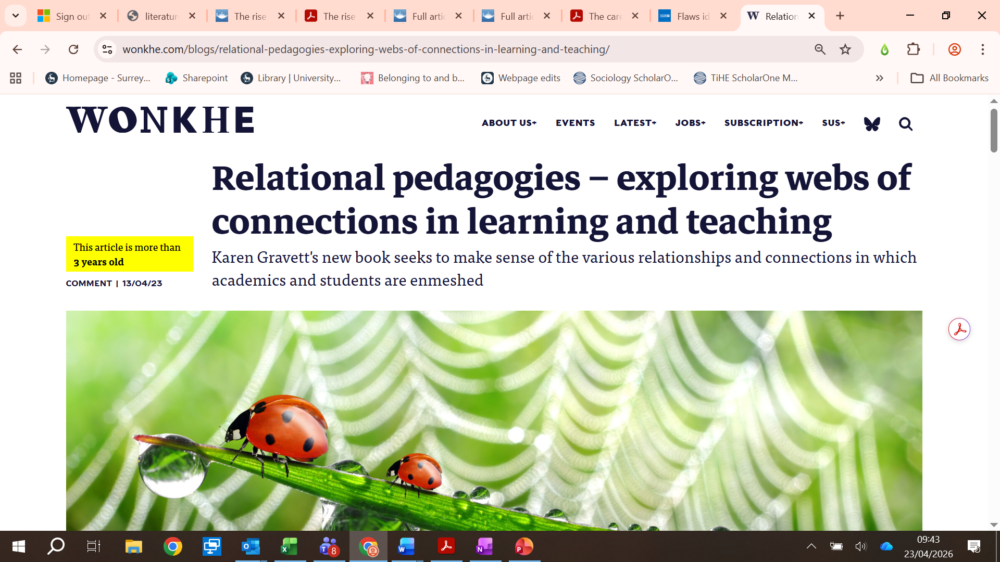 Sign out
literature
The rise
The rise
Full artic
Full artic
The care
Flaws id
Relation
wonkhe.com/blogs/relational-pedagogies-exploring-webs-of-connections-in-learning-and-teaching/
Homepage - Surrey...
Sharepoint
Library | University...
Belonging to and b...
Webpage edits
Sociology ScholarO...
TiHE ScholarOne M...
All Bookmarks
WONKHE
ABOUT US+
EVENTS
LATEST+
JOBS+
SUBSCRIPTION+
SUS+
Relational pedagogies – exploring webs of
connections in learning and teaching
This article is more than
3 years old
COMMENT | 13/04/23
Karen Gravett's new book seeks to make sense of the various relationships and connections in which
academics and students are enmeshed
8
09:43
23/04/2026